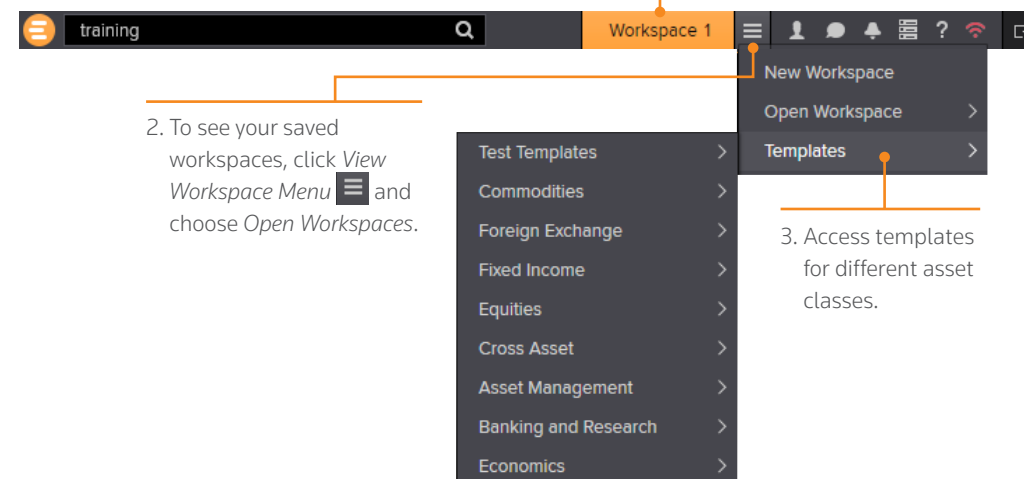 training
Workspace 1
?
New Workspace
Open Workspace
Templates
2. To see your saved
workspaces, click View
Workspace Menu and
choose Open Workspaces.
Test Templates
Commodities
Foreign Exchange
Fixed Income
Equities
Cross Asset
Asset Management
Banking and Research
Economics
3. Access templates
for different asset
classes.